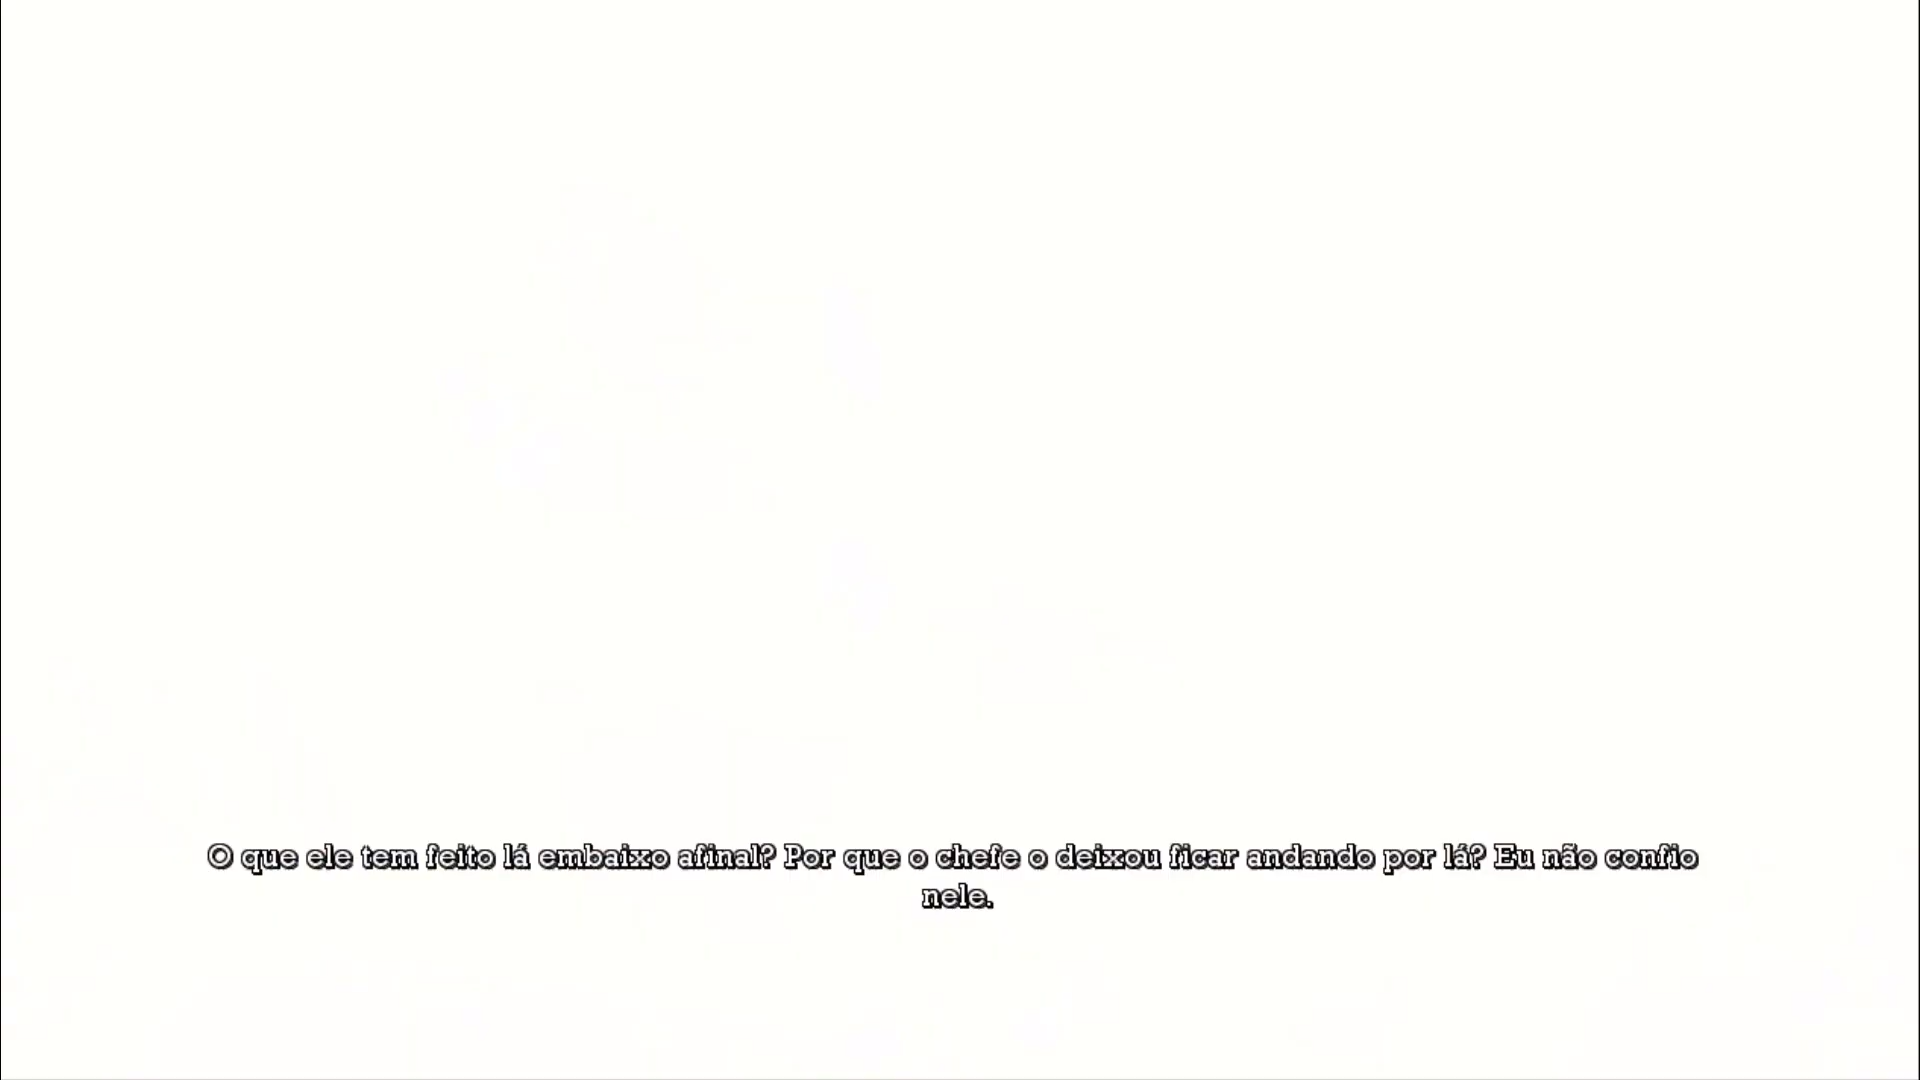 O que ele tem feito lá embaixo afinal? Por que o chefe o deixou ficar andando por lá? Eu não confio
nele.